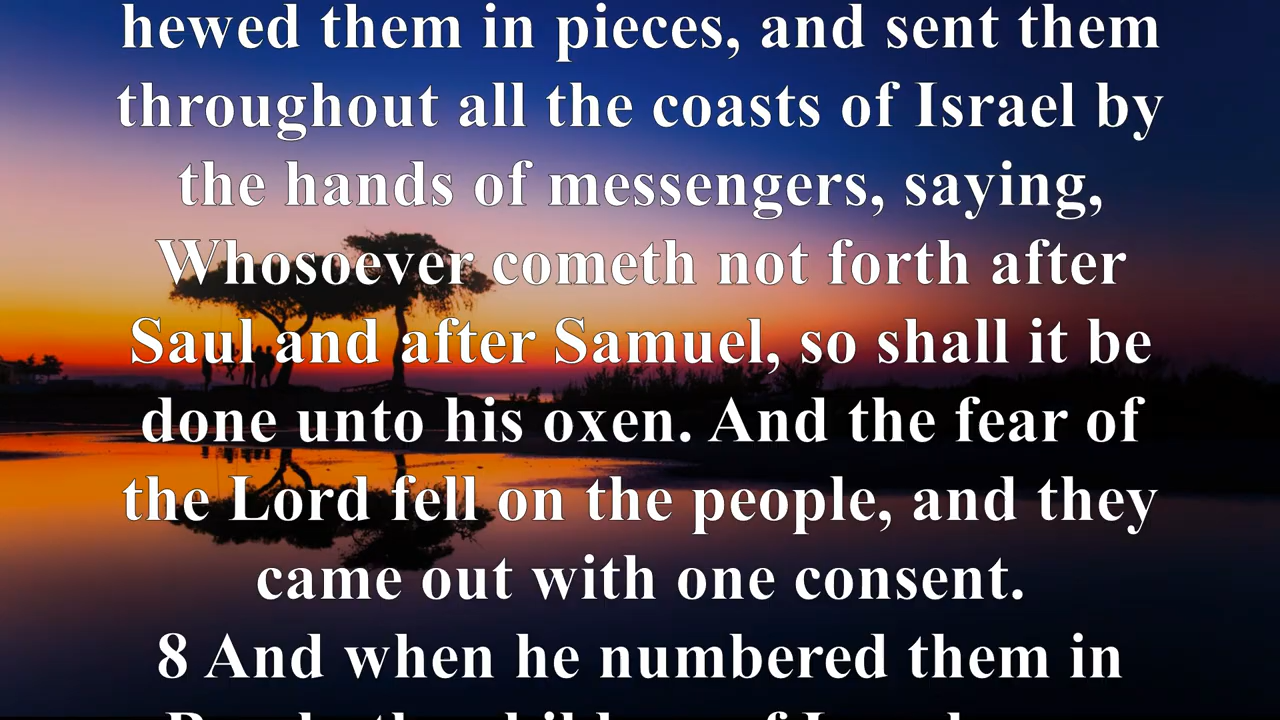 hewed them in pieces, and sent them
throughout all the coasts of Israel by
the hands of messengers, saying,
Whosoever cometh not forth after
Saul and after Samuel, so shall it be
done unto his oxen. And the fear of
the Lord fell on the people, and they
came out with one consent.
8 And when he numbered them in